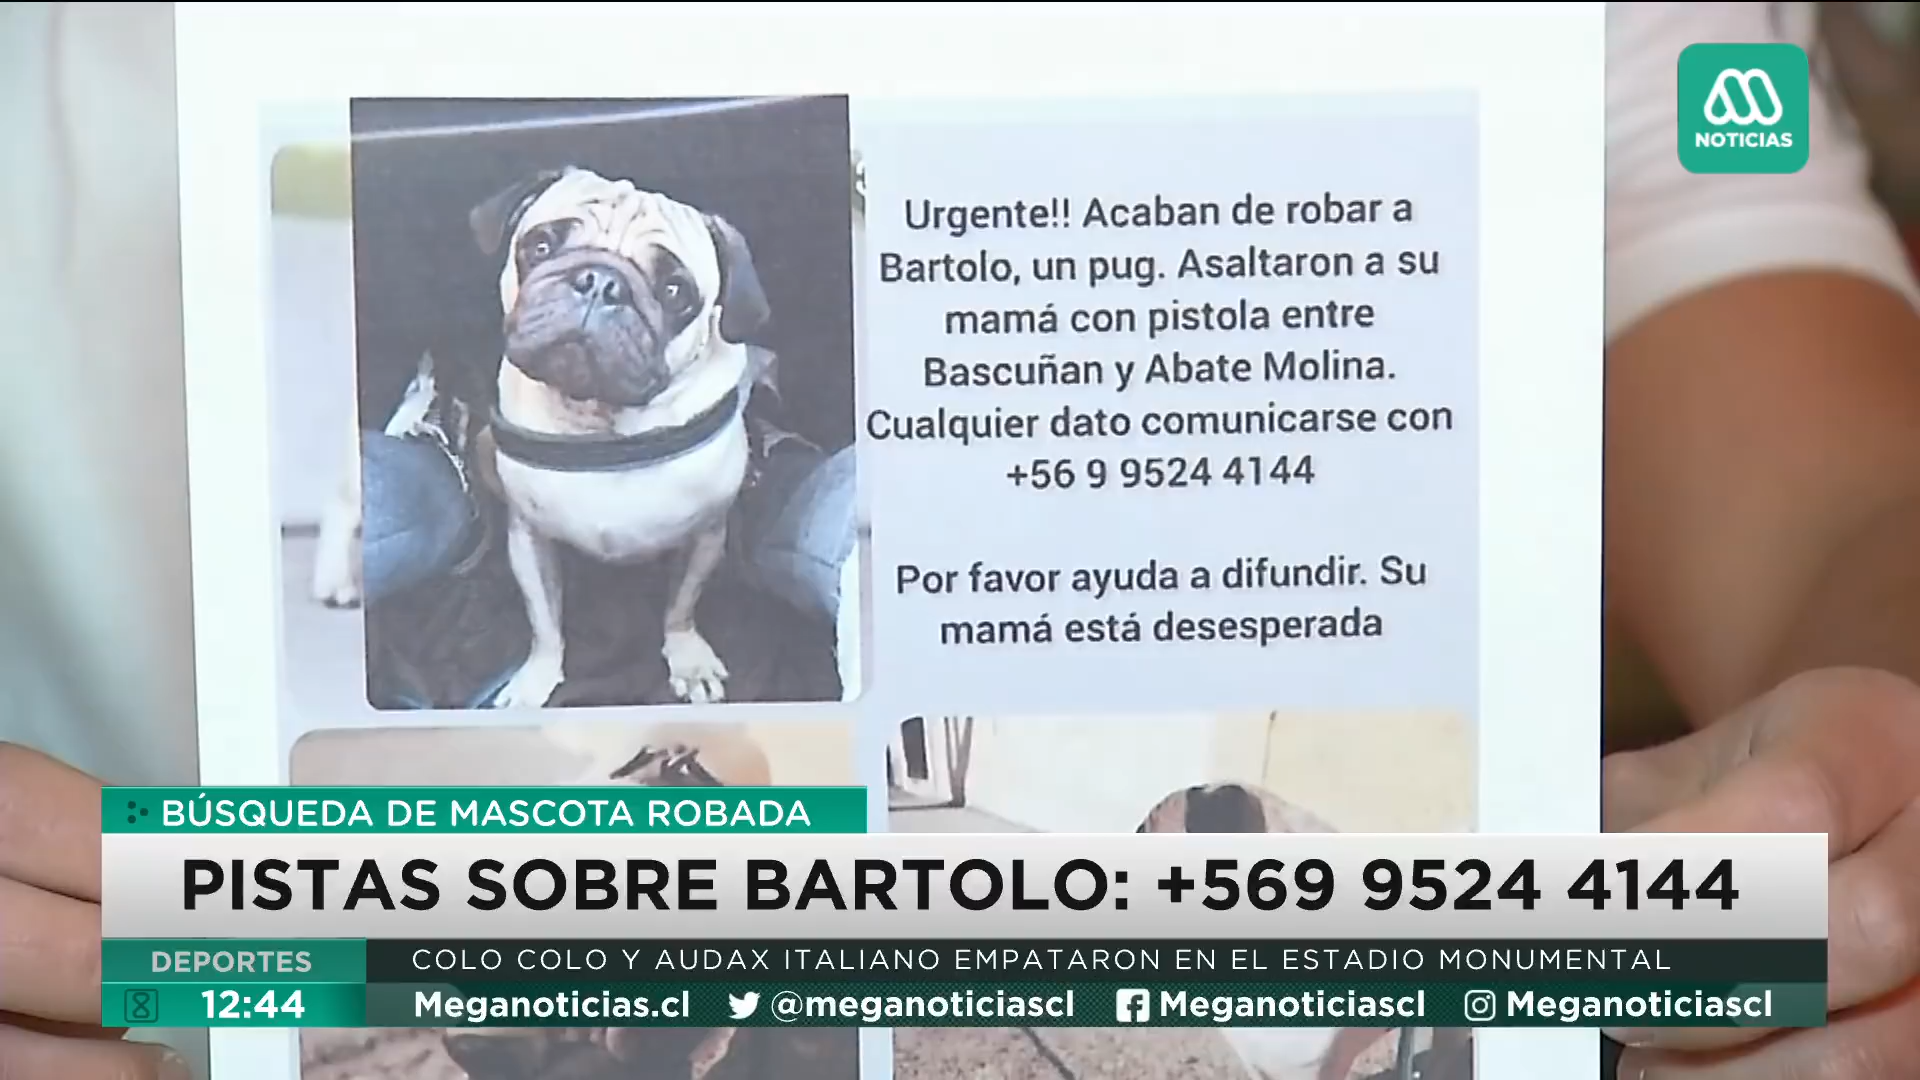 NOTICIAS
Urgente!! Acaban de robar a
Bartolo, un pug. Asaltaron a su
mamá con pistola entre
Bascuñan y Abate Molina.
Cualquier dato comunicarse con
+56 9 9524 4144
Por favor ayuda a difundir. Su
mamá está desesperada
BÚSQUEDA DE MASCOTA ROBADA
PISTAS SOBRE BARTOLO: +569 9524 4144
DEPORTES
COLO COLO Y AUDAX ITALIANO EMPATARON EN EL ESTADIO MONUMENTAL
12:44
Meganoticias.cl @meganoticiascl Meganoticiascl Meganoticiascl